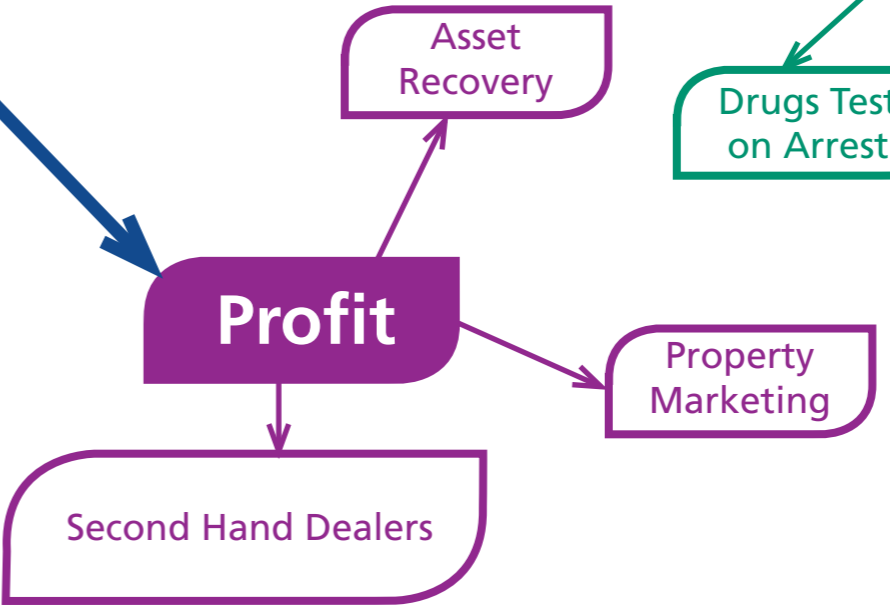 Asset
Recovery
Drugs Test
on Arrest
Profit
Property
Marketing
Second Hand Dealers